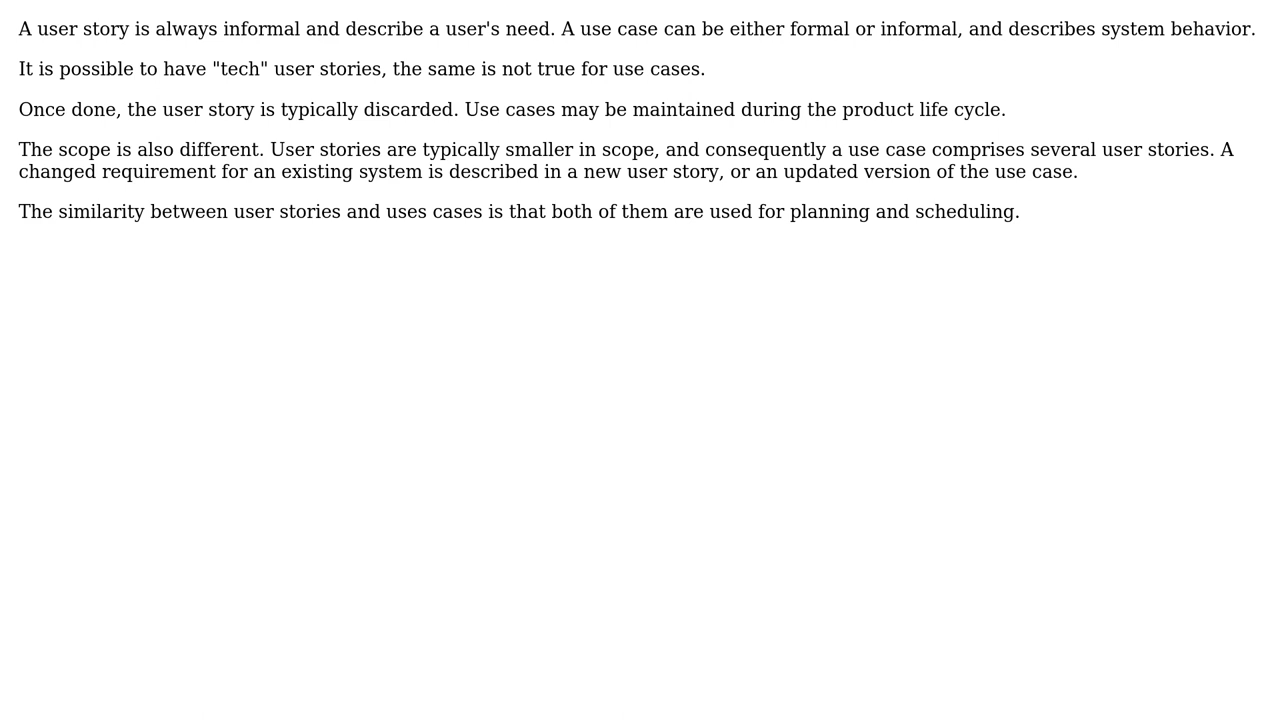 A user story is always informal and describe a user's need. A use case can be either formal or informal, and describes system behavior.
It is possible to have "tech" user stories, the same is not true for use cases.
Once done, the user story is typically discarded. Use cases may be maintained during the product life cycle.
The scope is also different. User stories are typically smaller in scope, and consequently a use case comprises several user stories. A
changed requirement for an existing system is described in a new user story, or an updated version of the use case.
The similarity between user stories and uses cases is that both of them are used for planning and scheduling.